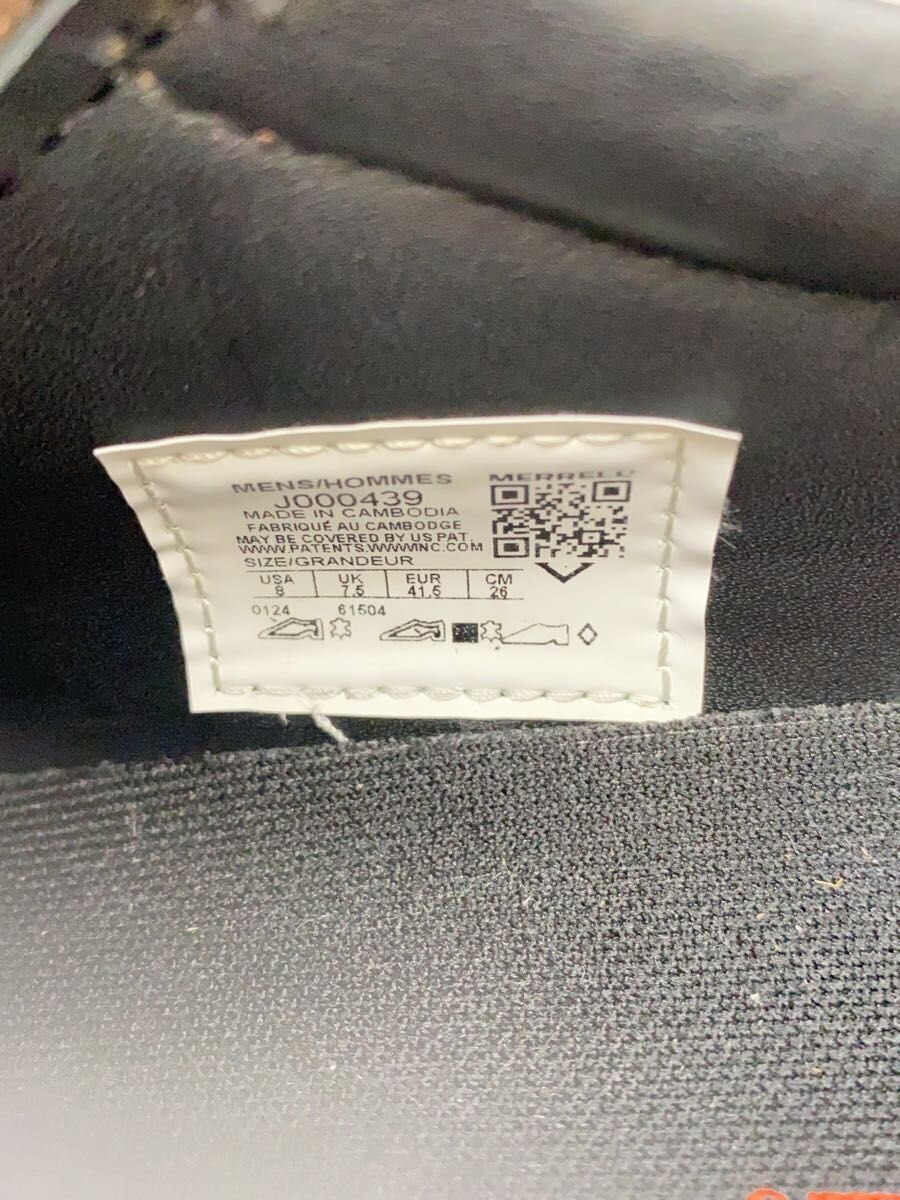 MENS/HOMMES
J000439
MADE IN CAMBODIA
FABRIQUÉ AU CAMBODGE
MAY BE COVERED BY US PAT.
WWW.PATENTS.WWWINC.COM
SIZE/GRANDEUR
USA UK EUR CM
8 7.5 41.5 26
0124 61504
MERRELL